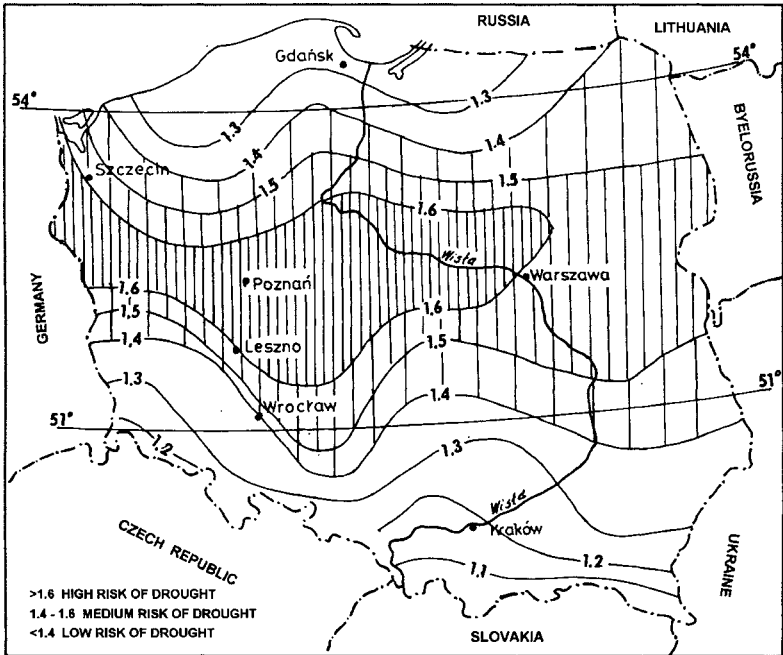 RUSSIA
LITHUANIA
Gdańsk
54°
54°
1.3
1.3
BYELORUSSIA
1.4
1.4
Szczecin
1.5
1.5
1.6
Wisła
Warszawa
Poznań
GERMANY
1.6
1.6
1.5
1.5
Leszno
1.4
1.4
51°
1.3
Wrocław
51°
1.2
1.3
Wisła
Kraków
CZECH REPUBLIC
1.2
1.1
UKRAINE
>1.6 HIGH RISK OF DROUGHT
1.4 - 1.6 MEDIUM RISK OF DROUGHT
<1.4 LOW RISK OF DROUGHT
SLOVAKIA